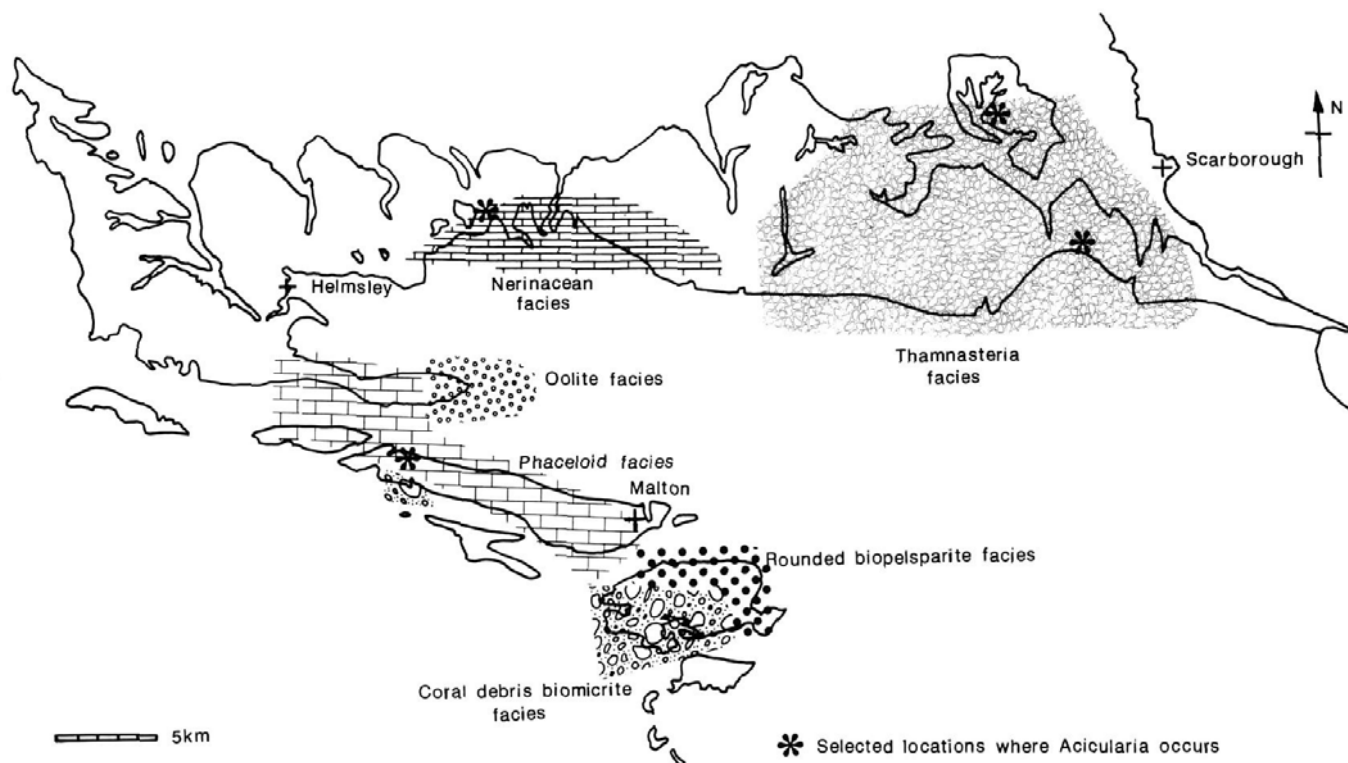 N
Scarborough
Helmsley
Nerinacean
facies
Thamnasteria
facies
Oolite facies
Phaceloid facies
Malton
Rounded biopelsparite facies
Coral debris biomicrite
facies
5km
Selected locations where Acicularia occurs